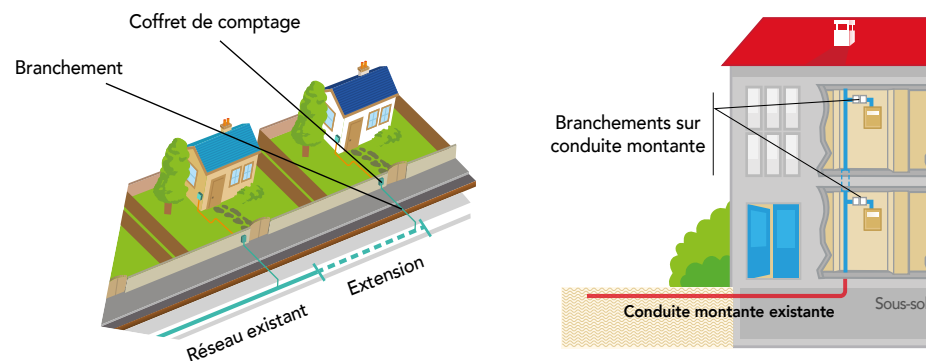 Coffret de comptage
Branchement
Réseau existant
Extension
Branchements sur
conduite montante
Conduite montante existante
Sous-sol